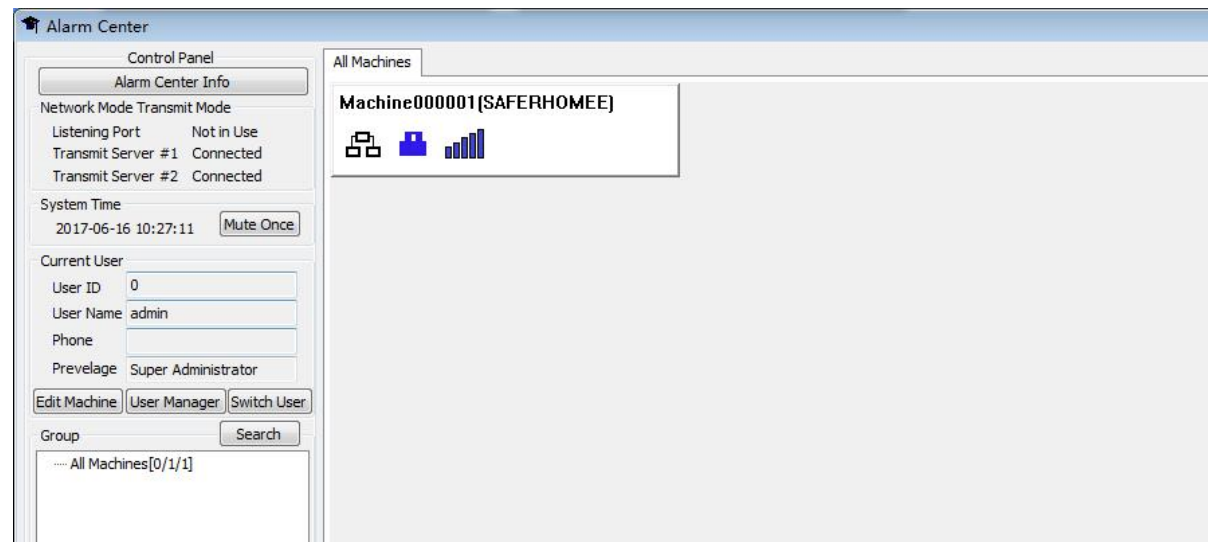 Alarm Center
Control Panel
Alarm Center Info
Network Mode Transmit Mode
Listening Port Not in Use
Transmit Server #1 Connected
Transmit Server #2 Connected
System Time
2017-06-16 10:27:11 Mute Once
Current User
User ID 0
User Name admin
Phone
Prevelage Super Administrator
Edit Machine User Manager Switch User
Group Search
All Machines[0/1/1]
All Machines
Machine000001(SAFERHOMEE)